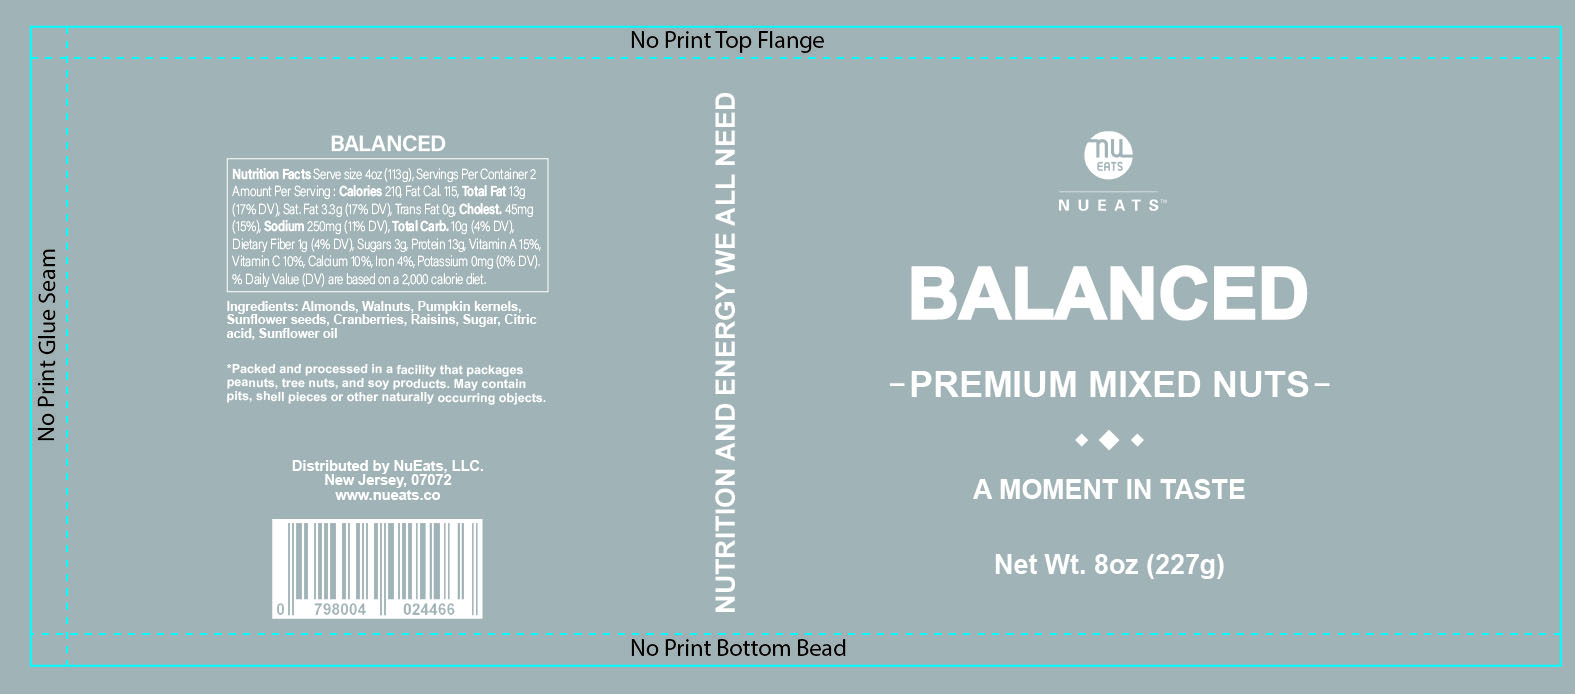 No Print Top Flange
No Print Glue Seam
BALANCED
Nutrition Facts Serve size 4oz (113g), Servings Per Container 2
Amount Per Serving : Calories 210, Fat Cal. 115, Total Fat 13g
(17% DV), Sat. Fat 3.3g (17% DV), Trans Fat 0g, Cholest. 45mg
(15%), Sodium 250mg (11% DV), Total Carb. 10g (4% DV),
Dietary Fiber 1g (4% DV), Sugars 3g, Protein 13g, Vitamin A 15%,
Vitamin C 10%, Calcium 10%, Iron 4%, Potassium 0mg (0% DV).
% Daily Value (DV) are based on a 2,000 calorie diet.
Ingredients: Almonds, Walnuts, Pumpkin kernels,
Sunflower seeds, Cranberries, Raisins, Sugar, Citric
acid, Sunflower oil
*Packed and processed in a facility that packages
peanuts, tree nuts, and soy products. May contain
pits, shell pieces or other naturally occurring objects.
Distributed by NuEats, LLC.
New Jersey, 07072
www.nueats.co
0 798004 024466
NUTRITION AND ENERGY WE ALL NEED
nu
EATS
NUEATS™
BALANCED
-PREMIUM MIXED NUTS-
A MOMENT IN TASTE
Net Wt. 8oz (227g)
No Print Bottom Bead